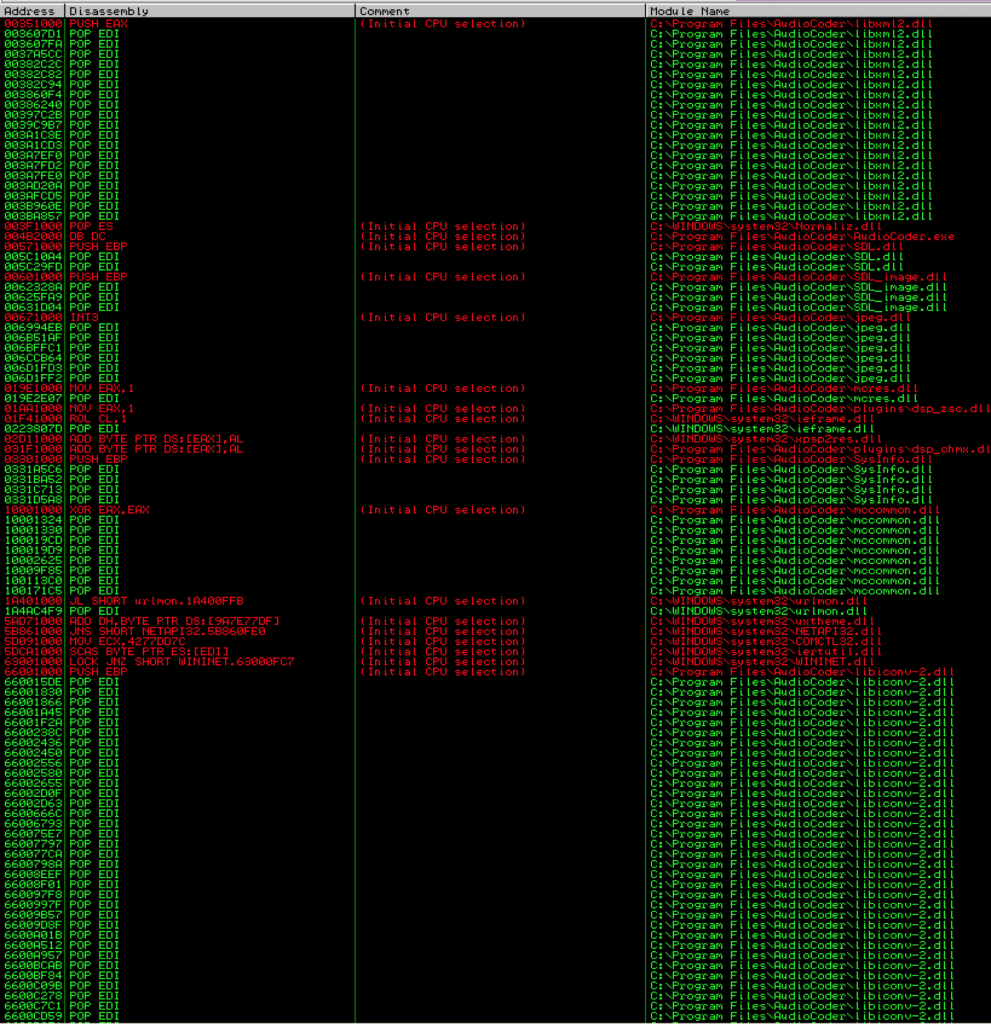 Address Disassembly Comment Module Name
00351000 PUSH EAX (Initial CPU selection) C:\Program Files\AudioCoder\libxml2.dll
003607D1 POP EDI C:\Program Files\AudioCoder\libxml2.dll
003607FA POP EDI C:\Program Files\AudioCoder\libxml2.dll
0037A5CC POP EDI C:\Program Files\AudioCoder\libxml2.dll
00382C2C POP EDI C:\Program Files\AudioCoder\libxml2.dll
00382C82 POP EDI C:\Program Files\AudioCoder\libxml2.dll
00382C94 POP EDI C:\Program Files\AudioCoder\libxml2.dll
003860F4 POP EDI C:\Program Files\AudioCoder\libxml2.dll
00386240 POP EDI C:\Program Files\AudioCoder\libxml2.dll
00397C2B POP EDI C:\Program Files\AudioCoder\libxml2.dll
0039C9B7 POP EDI C:\Program Files\AudioCoder\libxml2.dll
003A1C8E POP EDI C:\Program Files\AudioCoder\libxml2.dll
003A1CD3 POP EDI C:\Program Files\AudioCoder\libxml2.dll
003A7EF0 POP EDI C:\Program Files\AudioCoder\libxml2.dll
003A7FD2 POP EDI C:\Program Files\AudioCoder\libxml2.dll
003A7FE0 POP EDI C:\Program Files\AudioCoder\libxml2.dll
003AD20A POP EDI C:\Program Files\AudioCoder\libxml2.dll
003AFCD5 POP EDI C:\Program Files\AudioCoder\libxml2.dll
003B960E POP EDI C:\Program Files\AudioCoder\libxml2.dll
003BA857 POP EDI C:\Program Files\AudioCoder\libxml2.dll
003F1000 POP ES (Initial CPU selection) C:\WINDOWS\system32\Normaliz.dll
004B2000 DB DC (Initial CPU selection) C:\Program Files\AudioCoder\AudioCoder.exe
00571000 PUSH EBP (Initial CPU selection) C:\Program Files\AudioCoder\SDL.dll
005C10A4 POP EDI C:\Program Files\AudioCoder\SDL.dll
005C29FD POP EDI C:\Program Files\AudioCoder\SDL.dll
00601000 PUSH EBP (Initial CPU selection) C:\Program Files\AudioCoder\SDL_image.dll
0062328A POP EDI C:\Program Files\AudioCoder\SDL_image.dll
00625FA9 POP EDI C:\Program Files\AudioCoder\SDL_image.dll
00631D04 POP EDI C:\Program Files\AudioCoder\SDL_image.dll
00671000 INT3 (Initial CPU selection) C:\Program Files\AudioCoder\jpeg.dll
006994EB POP EDI C:\Program Files\AudioCoder\jpeg.dll
006B51AF POP EDI C:\Program Files\AudioCoder\jpeg.dll
006BFFC1 POP EDI C:\Program Files\AudioCoder\jpeg.dll
006CCB64 POP EDI C:\Program Files\AudioCoder\jpeg.dll
006D1FD3 POP EDI C:\Program Files\AudioCoder\jpeg.dll
006D1FF2 POP EDI C:\Program Files\AudioCoder\jpeg.dll
019E1000 MOV EAX,1 (Initial CPU selection) C:\Program Files\AudioCoder\mcres.dll
019E2E07 POP EDI C:\Program Files\AudioCoder\mcres.dll
01AA1000 MOV EAX,1 (Initial CPU selection) C:\Program Files\AudioCoder\plugins\dsp_zsc.dll
01F41000 ROL CL,1 (Initial CPU selection) C:\WINDOWS\system32\ieframe.dll
0223807D POP EDI C:\WINDOWS\system32\ieframe.dll
02D11000 ADD BYTE PTR DS:[EAX],AL (Initial CPU selection) C:\WINDOWS\system32\xpsp2res.dll
031F1000 ADD BYTE PTR DS:[EAX],AL (Initial CPU selection) C:\Program Files\AudioCoder\plugins\dsp_chmx.dll
03301000 PUSH EBP (Initial CPU selection) C:\Program Files\AudioCoder\SysInfo.dll
0331A5C6 POP EDI C:\Program Files\AudioCoder\SysInfo.dll
0331BA52 POP EDI C:\Program Files\AudioCoder\SysInfo.dll
0331C713 POP EDI C:\Program Files\AudioCoder\SysInfo.dll
0331D5A8 POP EDI C:\Program Files\AudioCoder\SysInfo.dll
10001000 XOR EAX,EAX (Initial CPU selection) C:\Program Files\AudioCoder\mccommon.dll
10001324 POP EDI C:\Program Files\AudioCoder\mccommon.dll
10001330 POP EDI C:\Program Files\AudioCoder\mccommon.dll
100019CD POP EDI C:\Program Files\AudioCoder\mccommon.dll
100019D9 POP EDI C:\Program Files\AudioCoder\mccommon.dll
10002625 POP EDI C:\Program Files\AudioCoder\mccommon.dll
10009F85 POP EDI C:\Program Files\AudioCoder\mccommon.dll
100113C0 POP EDI C:\Program Files\AudioCoder\mccommon.dll
100171C5 POP EDI C:\Program Files\AudioCoder\mccommon.dll
1A401000 JL SHORT urlmon.1A400FFB (Initial CPU selection) C:\WINDOWS\system32\urlmon.dll
1A4AC4F9 POP EDI C:\WINDOWS\system32\urlmon.dll
5AD71000 ADD DH,BYTE PTR DS:[9A7E77DF] (Initial CPU selection) C:\WINDOWS\system32\uxtheme.dll
5B861000 JNS SHORT NETAPI32.5B860FE0 (Initial CPU selection) C:\WINDOWS\system32\NETAPI32.dll
5D091000 MOV ECX,4277DD7C (Initial CPU selection) C:\WINDOWS\system32\COMCTL32.dll
5DCA1000 SCAS BYTE PTR ES:[EDI] (Initial CPU selection) C:\WINDOWS\system32\iertutil.dll
63001000 LOCK JNZ SHORT WININET.63000FC7 (Initial CPU selection) C:\WINDOWS\system32\WININET.dll
66001000 PUSH EBP (Initial CPU selection) C:\Program Files\AudioCoder\libiconv-2.dll
660015DE POP EDI C:\Program Files\AudioCoder\libiconv-2.dll
66001830 POP EDI C:\Program Files\AudioCoder\libiconv-2.dll
66001866 POP EDI C:\Program Files\AudioCoder\libiconv-2.dll
66001A45 POP EDI C:\Program Files\AudioCoder\libiconv-2.dll
66001F2A POP EDI C:\Program Files\AudioCoder\libiconv-2.dll
6600238C POP EDI C:\Program Files\AudioCoder\libiconv-2.dll
66002436 POP EDI C:\Program Files\AudioCoder\libiconv-2.dll
66002450 POP EDI C:\Program Files\AudioCoder\libiconv-2.dll
66002556 POP EDI C:\Program Files\AudioCoder\libiconv-2.dll
66002580 POP EDI C:\Program Files\AudioCoder\libiconv-2.dll
66002655 POP EDI C:\Program Files\AudioCoder\libiconv-2.dll
66002D0F POP EDI C:\Program Files\AudioCoder\libiconv-2.dll
66002D63 POP EDI C:\Program Files\AudioCoder\libiconv-2.dll
6600666C POP EDI C:\Program Files\AudioCoder\libiconv-2.dll
66006793 POP EDI C:\Program Files\AudioCoder\libiconv-2.dll
660075E7 POP EDI C:\Program Files\AudioCoder\libiconv-2.dll
66007797 POP EDI C:\Program Files\AudioCoder\libiconv-2.dll
660077CA POP EDI C:\Program Files\AudioCoder\libiconv-2.dll
6600798A POP EDI C:\Program Files\AudioCoder\libiconv-2.dll
66008EEF POP EDI C:\Program Files\AudioCoder\libiconv-2.dll
66008F01 POP EDI C:\Program Files\AudioCoder\libiconv-2.dll
660097F8 POP EDI C:\Program Files\AudioCoder\libiconv-2.dll
6600997F POP EDI C:\Program Files\AudioCoder\libiconv-2.dll
66009B57 POP EDI C:\Program Files\AudioCoder\libiconv-2.dll
66009D8F POP EDI C:\Program Files\AudioCoder\libiconv-2.dll
6600A01B POP EDI C:\Program Files\AudioCoder\libiconv-2.dll
6600A512 POP EDI C:\Program Files\AudioCoder\libiconv-2.dll
6600A957 POP EDI C:\Program Files\AudioCoder\libiconv-2.dll
6600BCAB POP EDI C:\Program Files\AudioCoder\libiconv-2.dll
6600BF84 POP EDI C:\Program Files\AudioCoder\libiconv-2.dll
6600C09B POP EDI C:\Program Files\AudioCoder\libiconv-2.dll
6600C278 POP EDI C:\Program Files\AudioCoder\libiconv-2.dll
6600C7C1 POP EDI C:\Program Files\AudioCoder\libiconv-2.dll
6600CD59 POP EDI C:\Program Files\AudioCoder\libiconv-2.dll